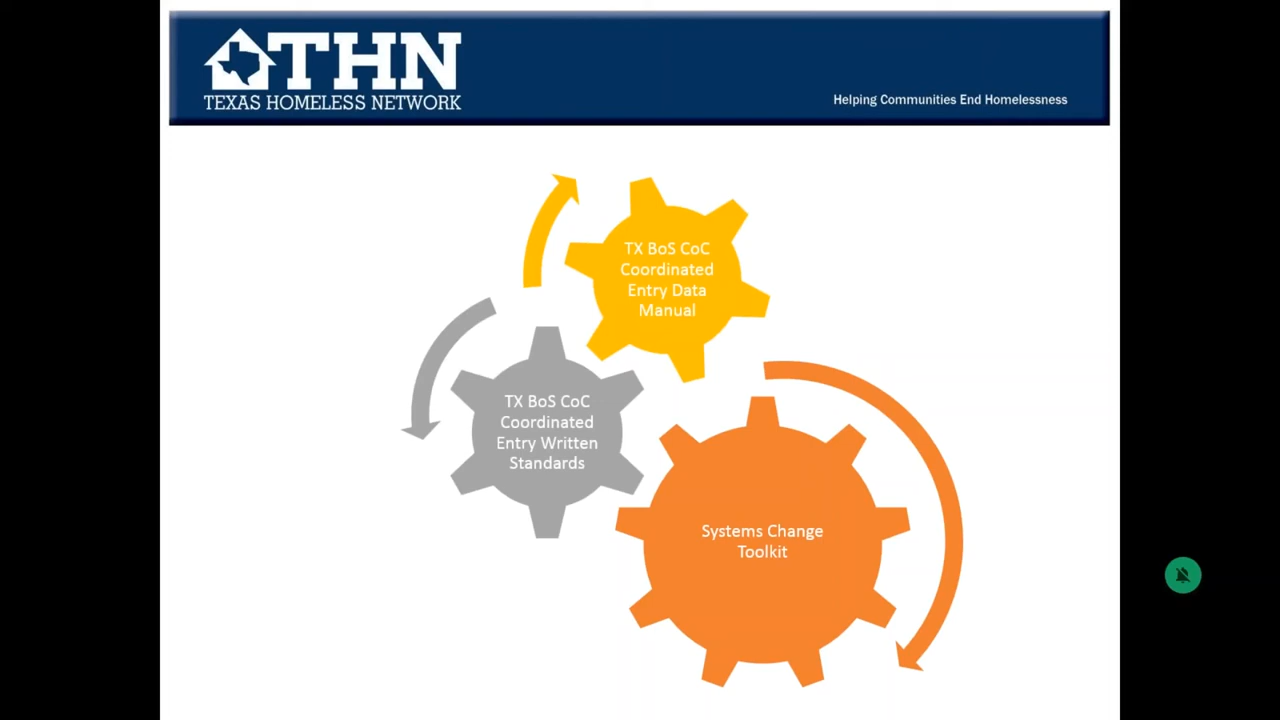 THN
TEXAS HOMELESS NETWORK
Helping Communities End Homelessness
TX BoS CoC
Coordinated
Entry Data
Manual
TX BoS CoC
Coordinated
Entry Written
Standards
Systems Change
Toolkit